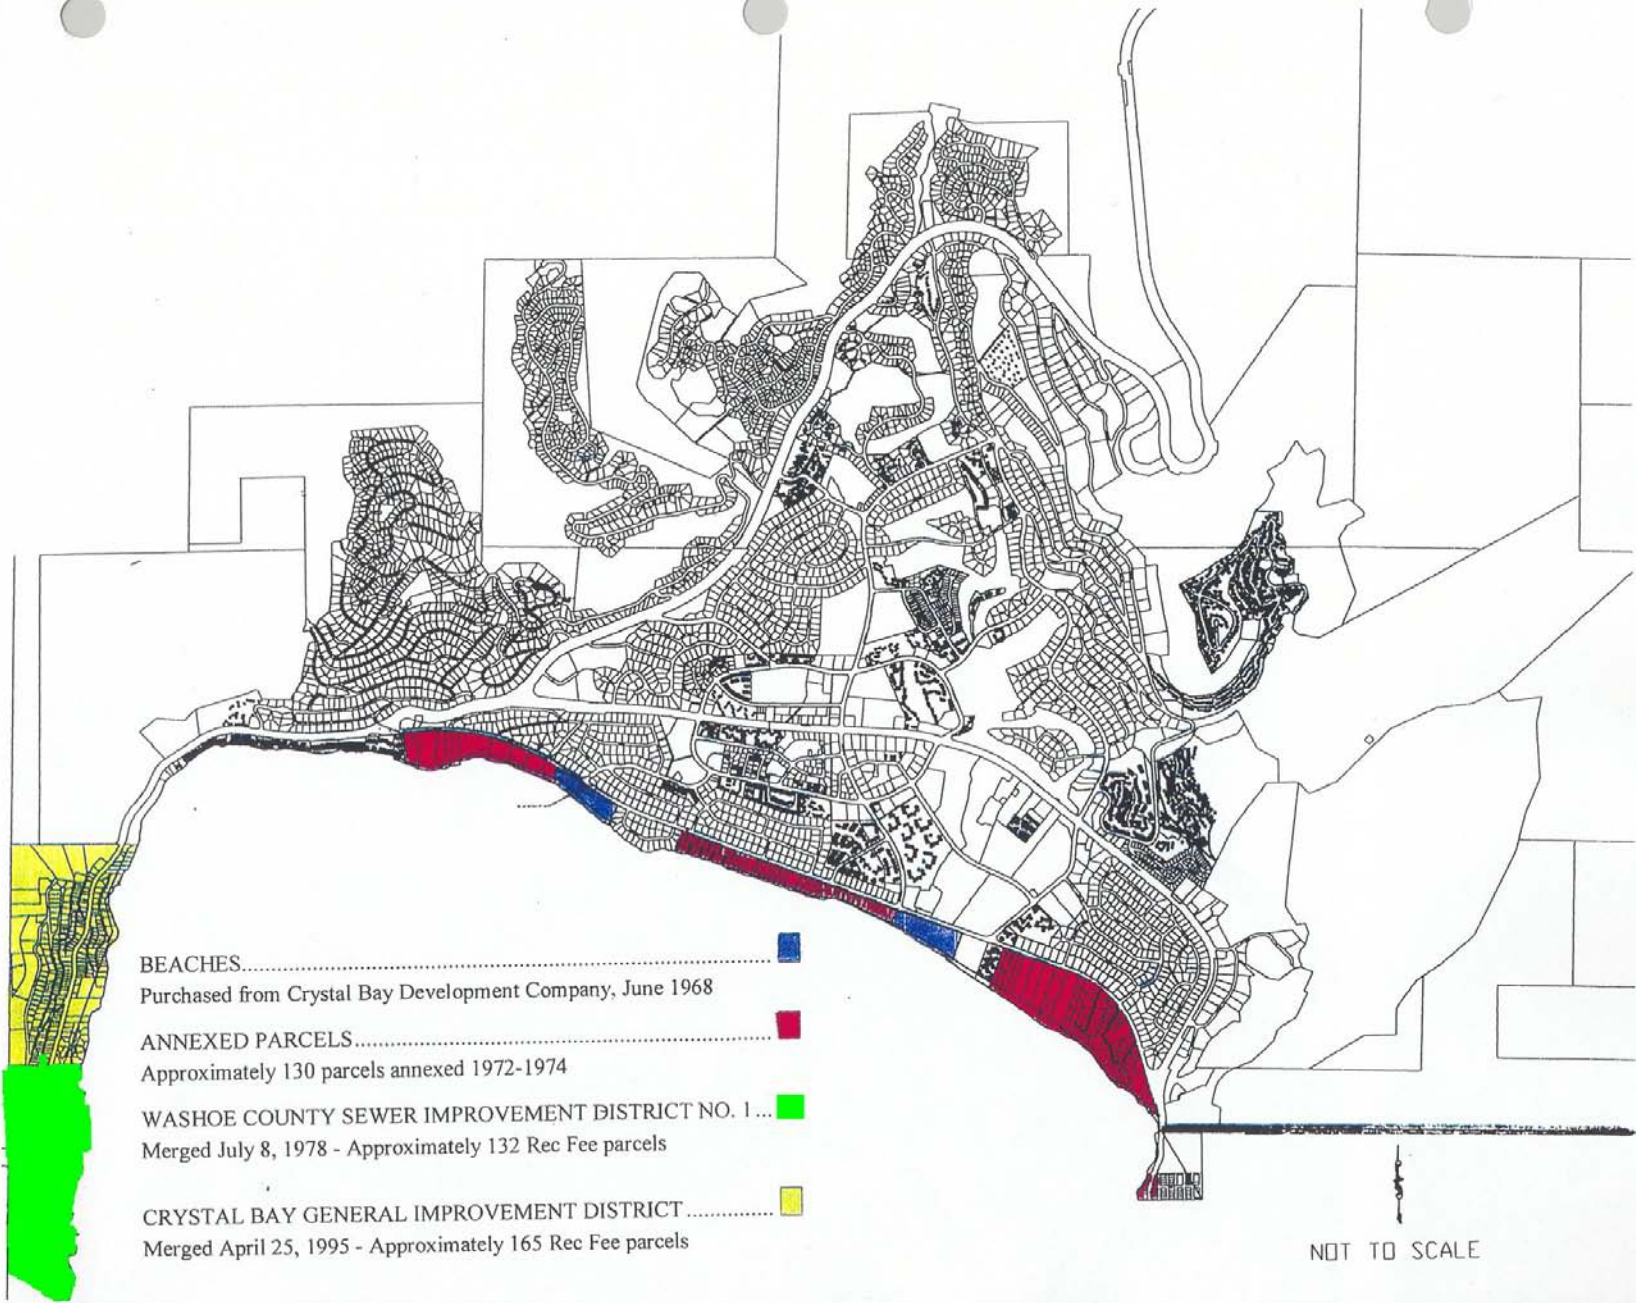 BEACHES..........................................................................................
Purchased from Crystal Bay Development Company, June 1968
ANNEXED PARCELS.......................................................................
Approximately 130 parcels annexed 1972-1974
WASHOE COUNTY SEWER IMPROVEMENT DISTRICT NO. 1...
Merged July 8, 1978 - Approximately 132 Rec Fee parcels
CRYSTAL BAY GENERAL IMPROVEMENT DISTRICT...............
Merged April 25, 1995 - Approximately 165 Rec Fee parcels
NOT TO SCALE